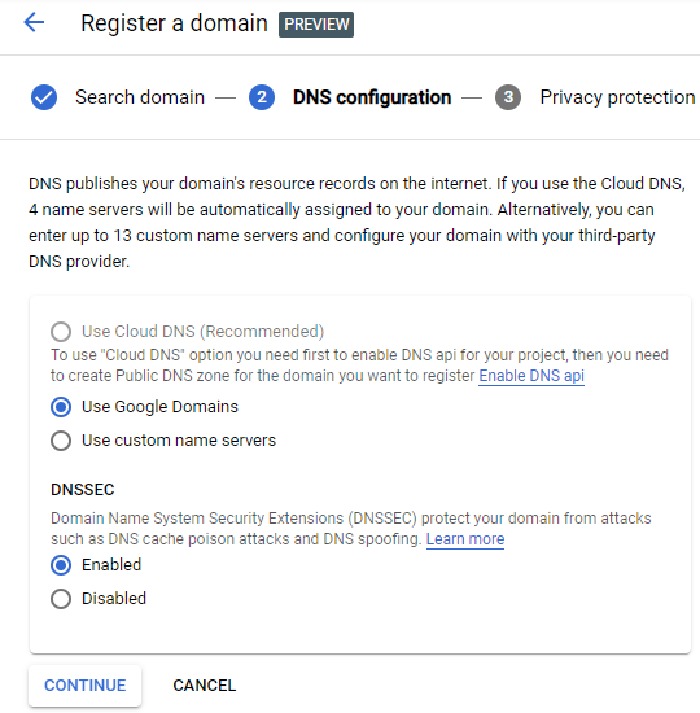 Register a domain PREVIEW
Search domain — 2 DNS configuration — 3 Privacy protection
DNS publishes your domain's resource records on the internet. If you use the Cloud DNS,
4 name servers will be automatically assigned to your domain. Alternatively, you can
enter up to 13 custom name servers and configure your domain with your third-party
DNS provider.
Use Cloud DNS (Recommended)
To use "Cloud DNS" option you need first to enable DNS api for your project, then you need
to create Public DNS zone for the domain you want to register Enable DNS api
Use Google Domains
Use custom name servers
DNSSEC
Domain Name System Security Extensions (DNSSEC) protect your domain from attacks
such as DNS cache poison attacks and DNS spoofing. Learn more
Enabled
Disabled
CONTINUE CANCEL